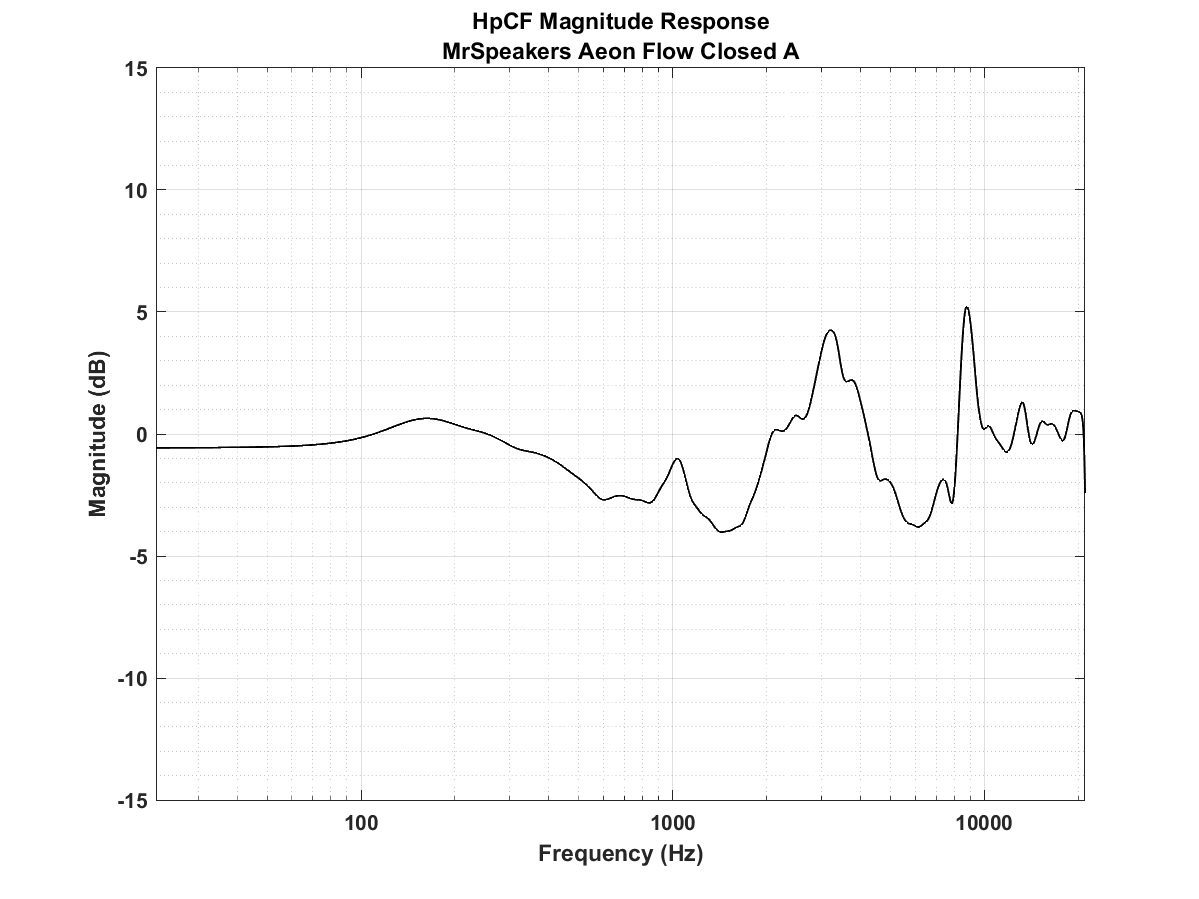 HpCF Magnitude Response
MrSpeakers Aeon Flow Closed A
15
10
5
0
-5
-10
-15
Magnitude (dB)
100
1000
10000
Frequency (Hz)